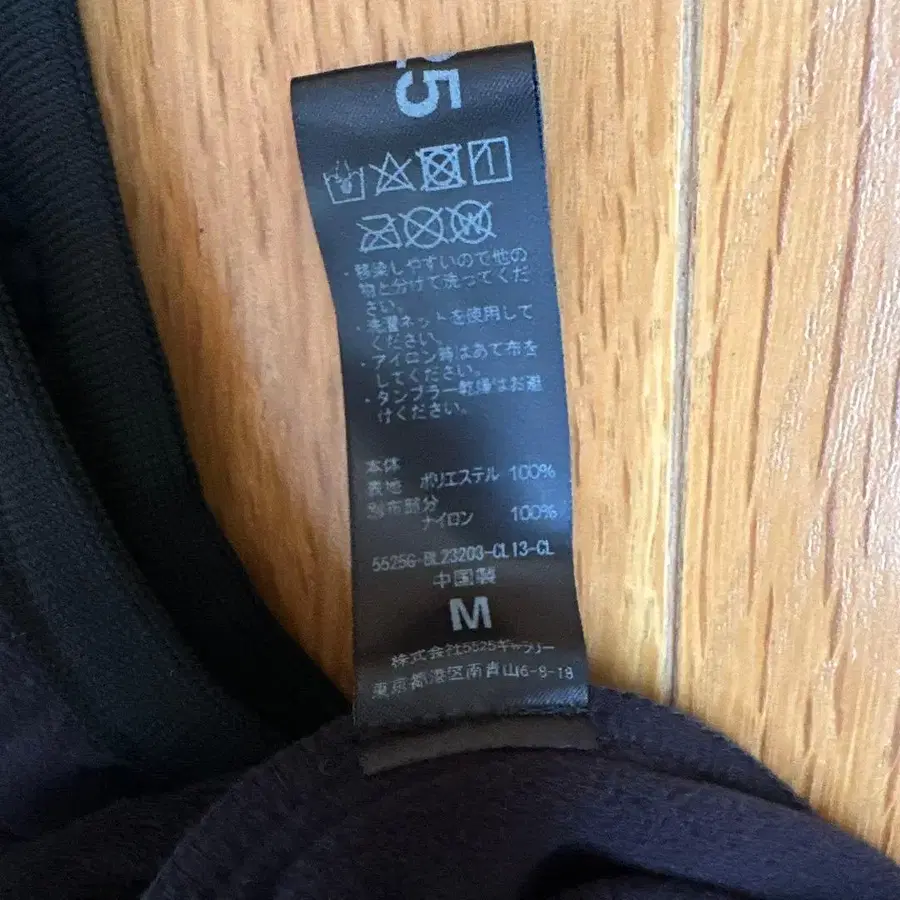 25
W
・移染しやすいので他の
物と分けて洗ってくだ
さい。
・洗濯ネットを使用して
ください。
・アイロン時はあて布を
してください。
・タンブラー乾燥はお避
けください。
本体
表地 ポリエステル 100%
別布部分
ナイロン 100%
5525G-BL23203-CL13-CL
中国製
M
株式会社5525ギャラリー
東京都港区南青山6-8-18